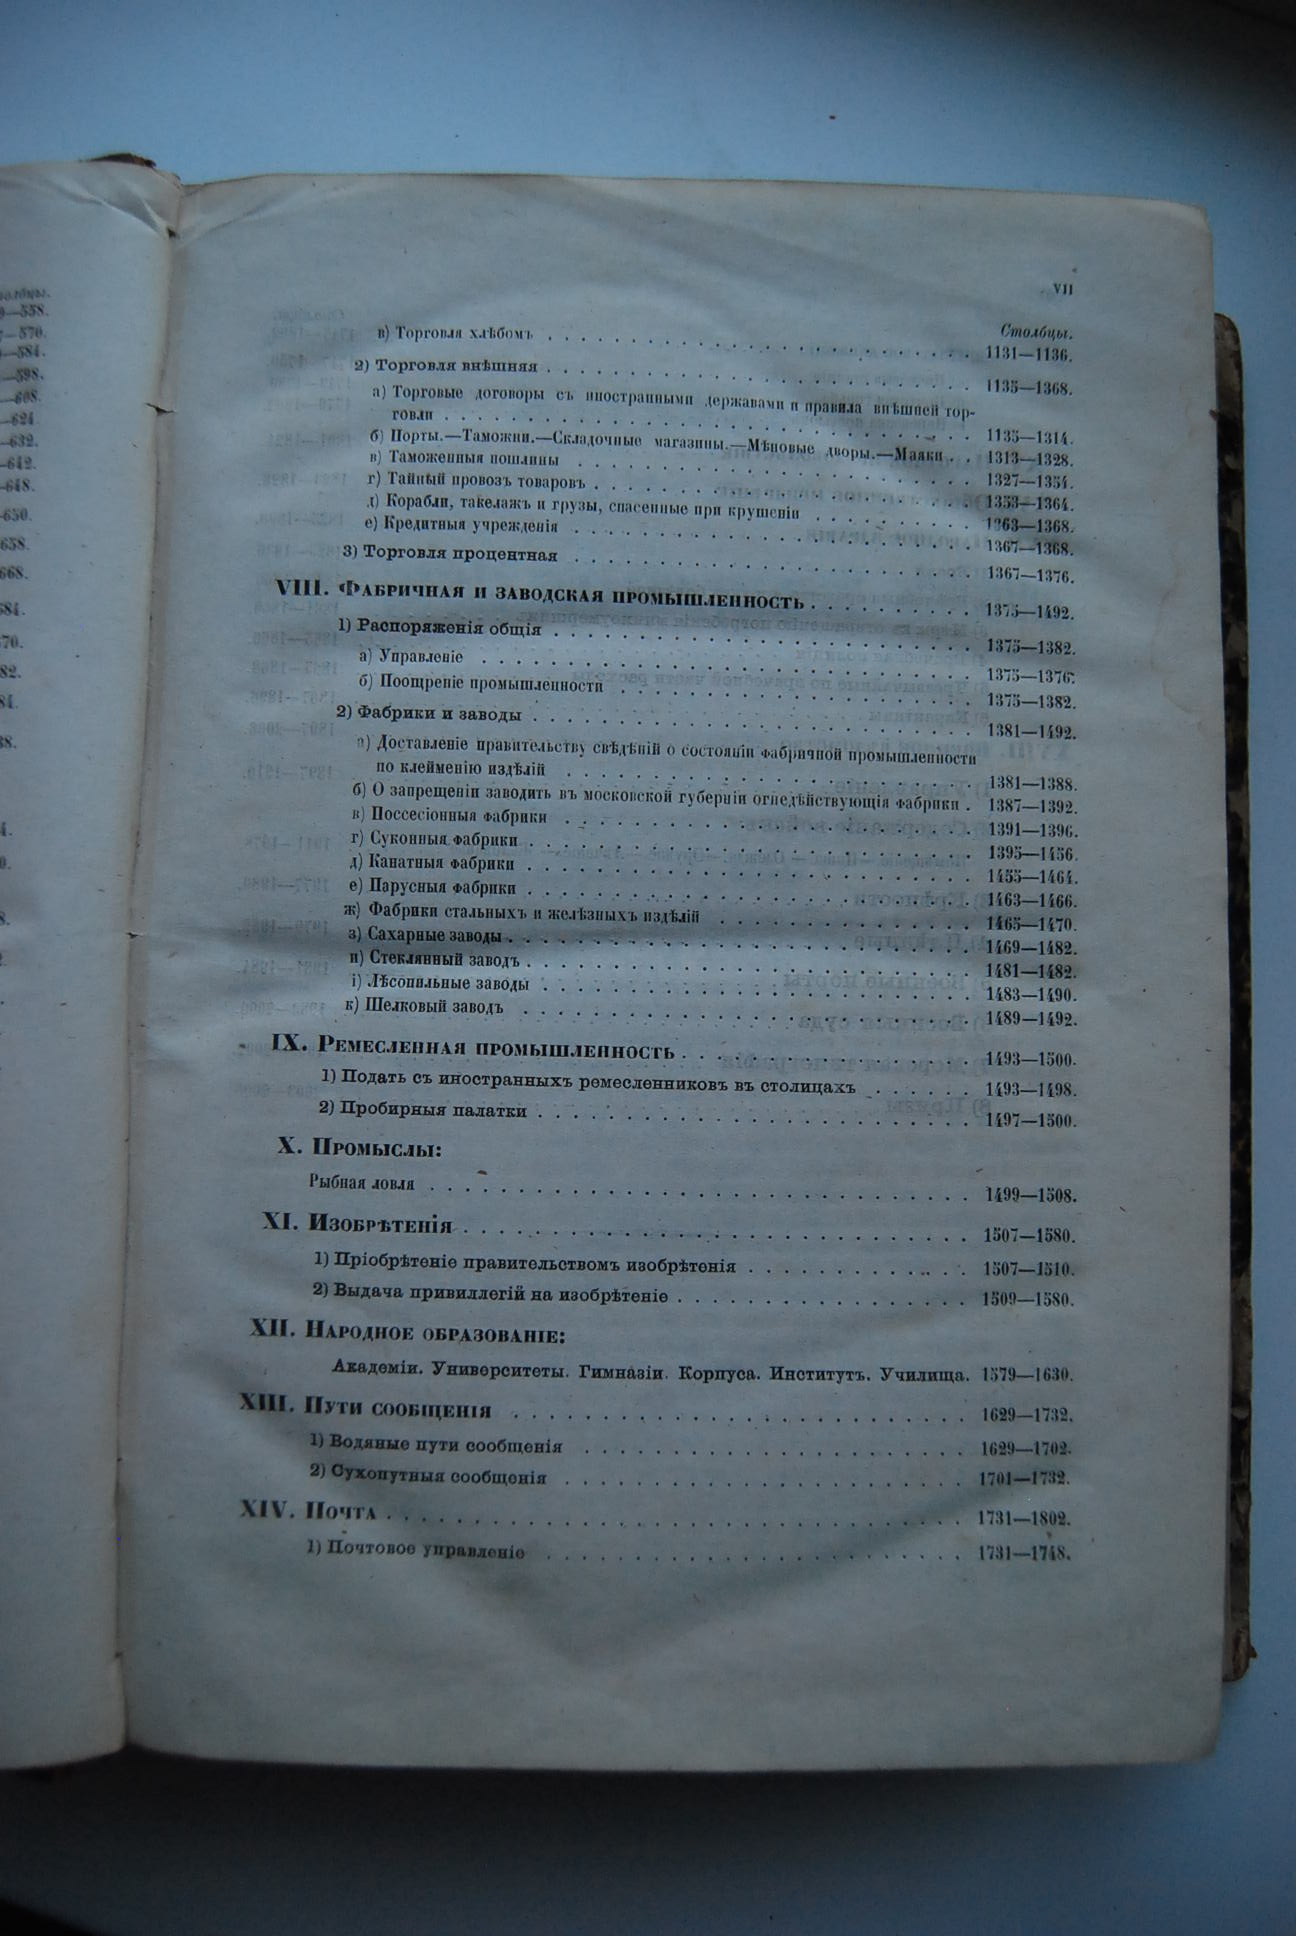 VII
Столбцы.
в) Торговля хлѣбомъ . . . 1131—1136.
2) Торговля внѣшняя . . . 1135—1368.
а) Торговые договоры съ иностранными державами и правила внѣшней тор-
говли . . . 1135—1314.
б) Порты.—Таможни.—Складочные магазины.—Мѣновые дворы.—Маяки . . 1313—1328.
в) Таможенныя пошлины . . . 1327—1354.
г) Тайный провозъ товаровъ . . . 1353—1364.
д) Корабли, такелажъ и грузы, спасенные при крушеніи . . . 1363—1368.
е) Кредитныя учрежденія . . . 1367—1368.
3) Торговля процентная . . . 1367—1376.
VIII. Фабричная и заводская промышленность . . . 1375—1492.
1) Распоряженія общія . . . 1375—1382.
а) Управленіе . . . 1375—1376.
б) Поощреніе промышленности . . . 1375—1382.
2) Фабрики и заводы . . . 1381—1492.
а) Доставленіе правительству свѣдѣній о состояніи фабричной промышленности
по клейменію издѣлій . . . 1381—1388.
б) О запрещеніи заводить въ московской губерніи огнедѣйствующія фабрики . 1387—1392.
в) Поссесіонныя фабрики . . . 1391—1396.
г) Суконныя фабрики . . . 1395—1456.
д) Канатныя фабрики . . . 1455—1464.
е) Парусныя фабрики . . . 1463—1466.
ж) Фабрики стальныхъ и желѣзныхъ издѣлій . . . 1465—1470.
з) Сахарные заводы . . . 1469—1482.
и) Стеклянный заводъ . . . 1481—1482.
і) Лѣсопильные заводы . . . 1483—1490.
к) Шелковый заводъ . . . 1489—1492.
IX. Ремесленная промышленность . . . 1493—1500.
1) Подать съ иностранныхъ ремесленниковъ въ столицахъ . . . 1493—1498.
2) Пробирныя палатки . . . 1497—1500.
X. Промыслы:
Рыбная ловля . . . 1499—1508.
XI. Изобрѣтенія . . . 1507—1580.
1) Пріобрѣтеніе правительствомъ изобрѣтенія . . . 1507—1510.
2) Выдача привиллегій на изобрѣтеніе . . . 1509—1580.
XII. Народное образованіе:
Академіи. Университеты. Гимназіи. Корпуса. Институтъ. Училища. 1579—1630.
XIII. Пути сообщенія . . . 1629—1732.
1) Водяные пути сообщенія . . . 1629—1702.
2) Сухопутныя сообщенія . . . 1701—1732.
XIV. Почта . . . 1731—1802.
1) Почтовое управленіе . . . 1731—1748.